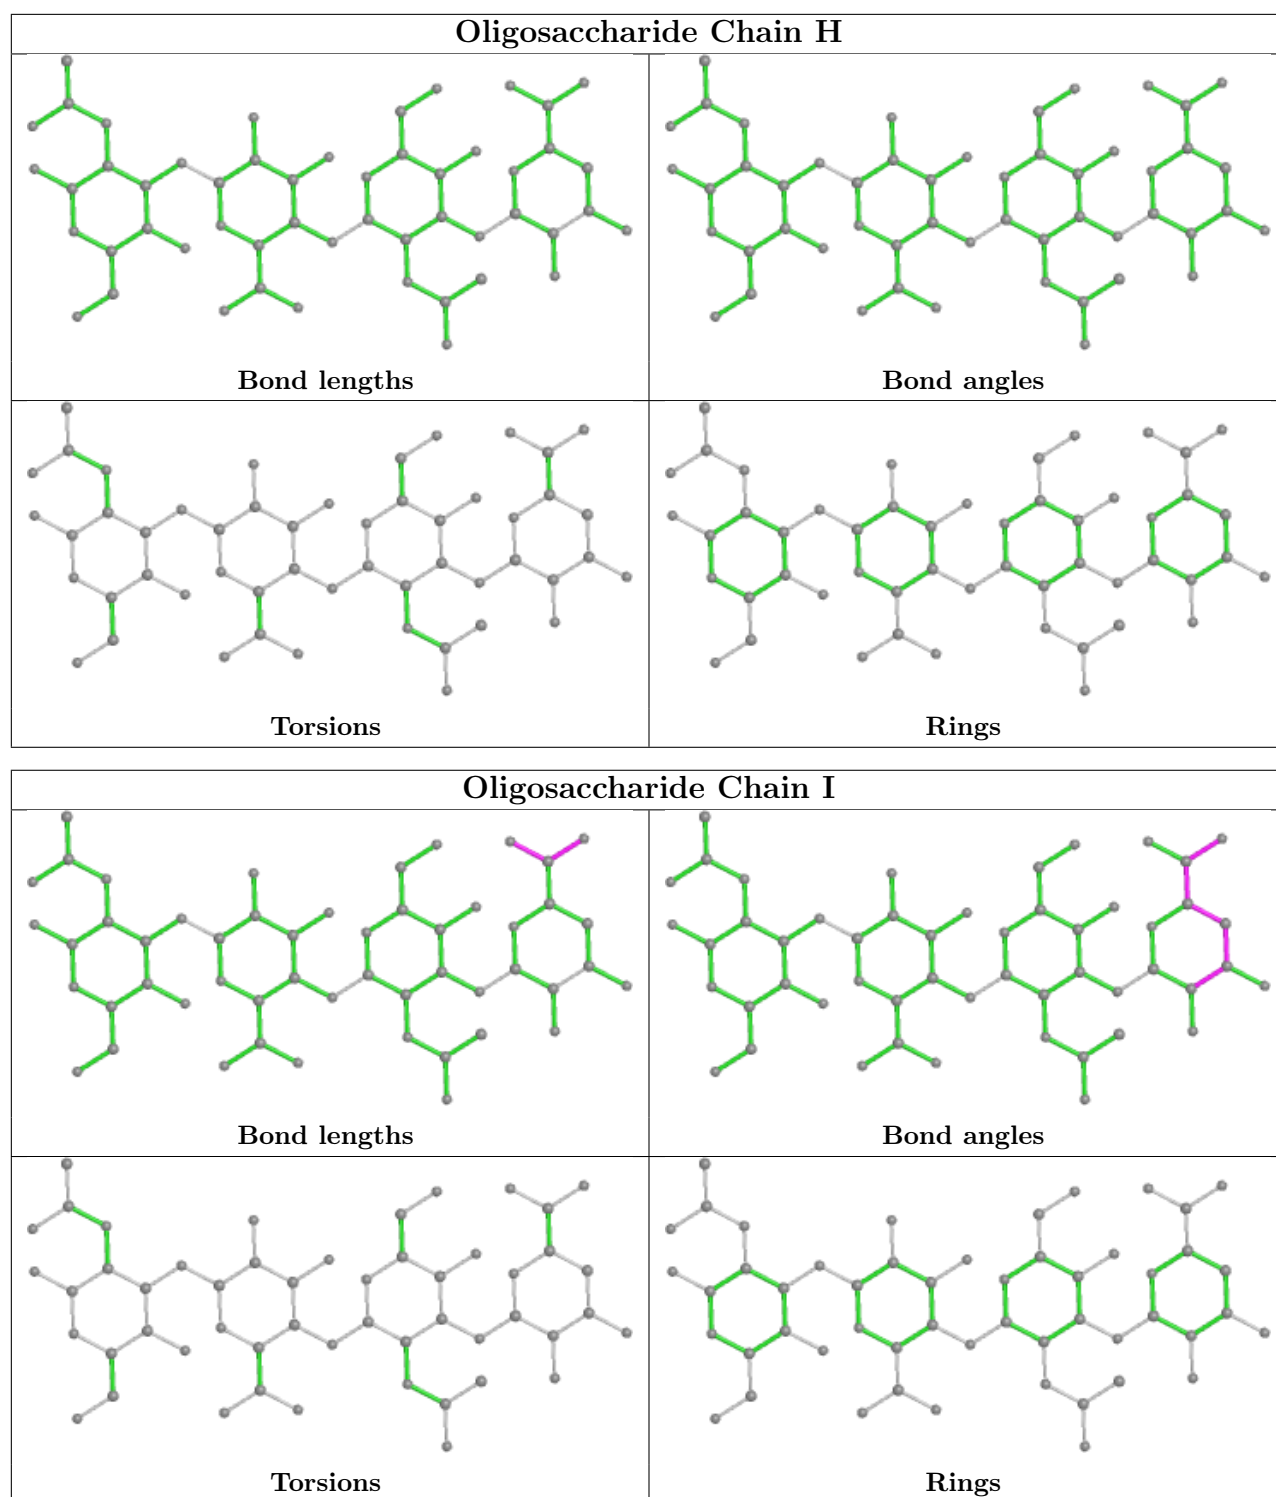 Oligosaccharide Chain H
Bond lengths
Bond angles
Torsions
Rings
Oligosaccharide Chain I
Bond lengths
Bond angles
Torsions
Rings